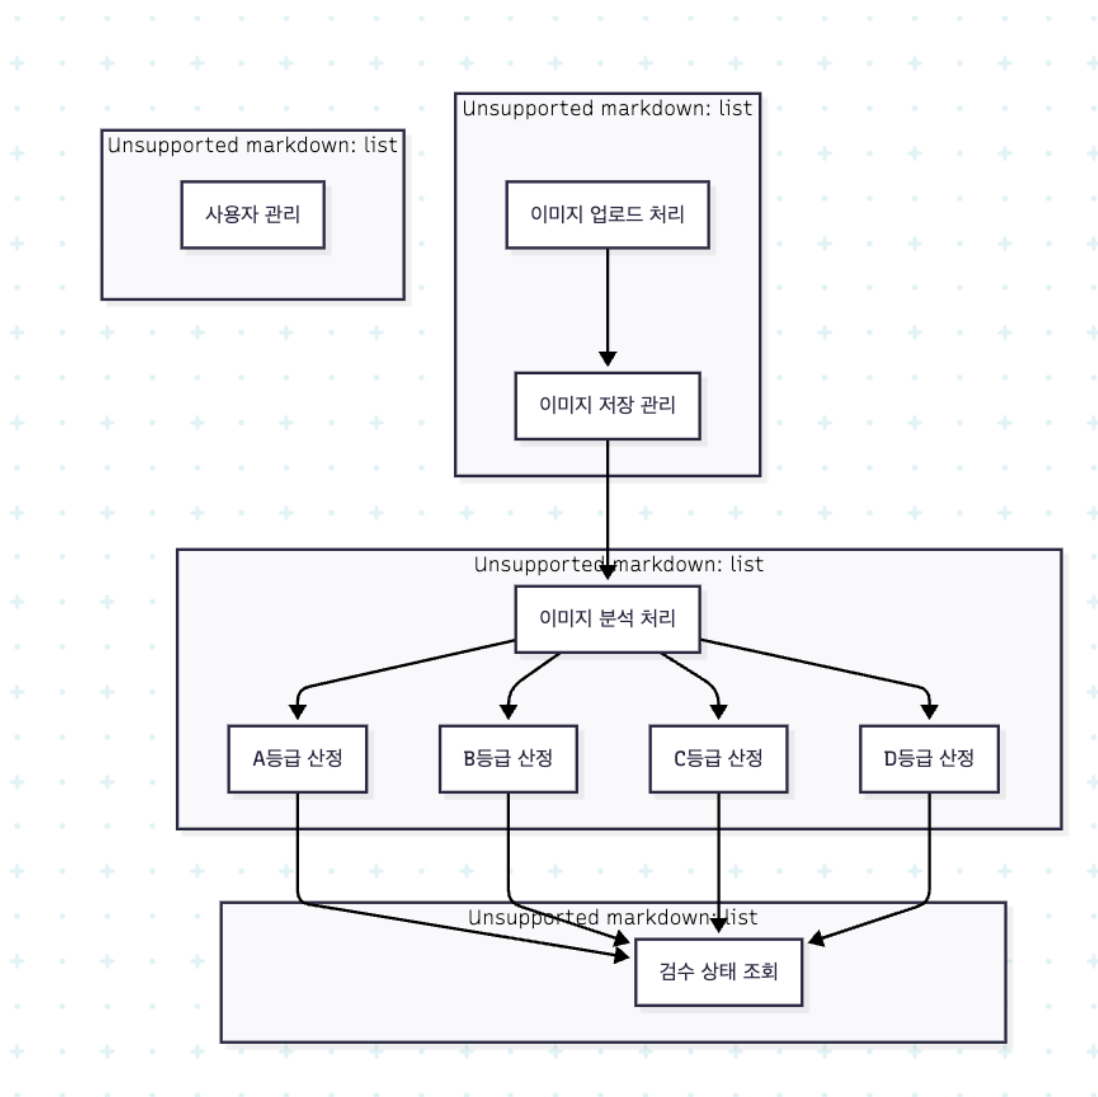 Unsupported markdown: list
사용자 관리
Unsupported markdown: list
이미지 업로드 처리
이미지 저장 관리
Unsupported markdown: list
이미지 분석 처리
A등급 산정
B등급 산정
C등급 산정
D등급 산정
Unsupported markdown: list
검수 상태 조회